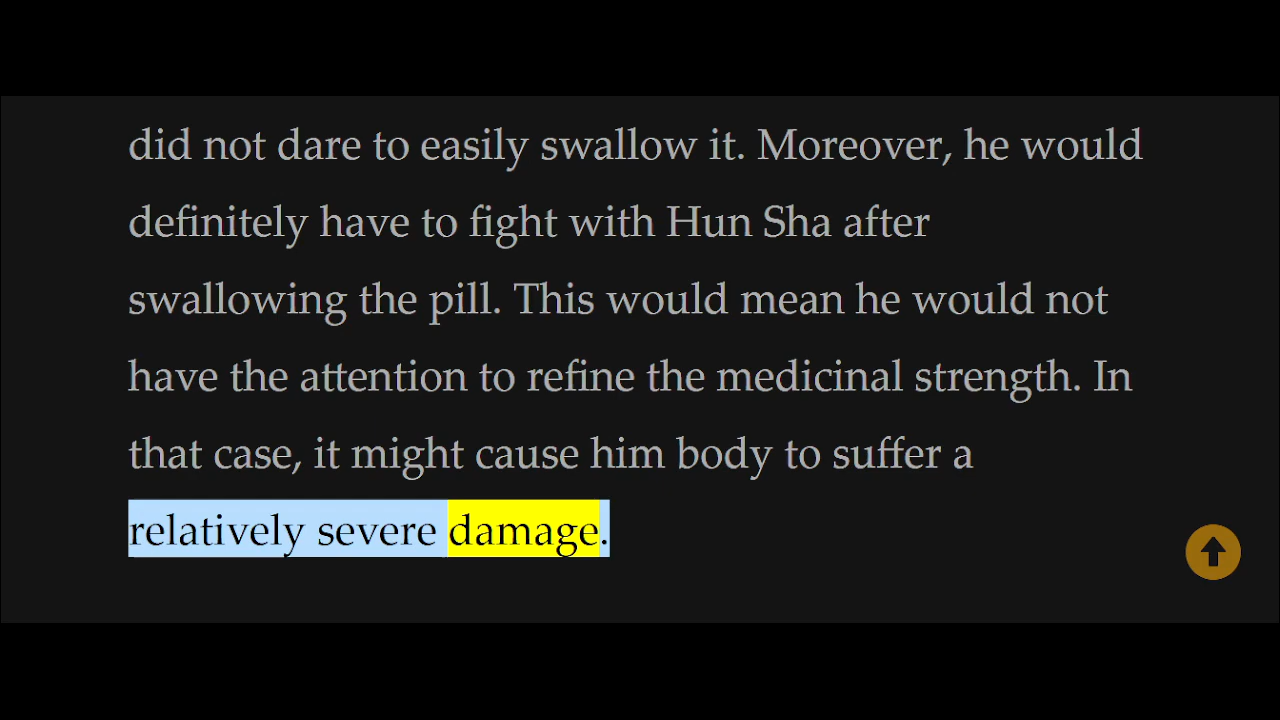 did not dare to easily swallow it. Moreover, he would
definitely have to fight with Hun Sha after
swallowing the pill. This would mean he would not
have the attention to refine the medicinal strength. In
that case, it might cause him body to suffer a
relatively severe damage.